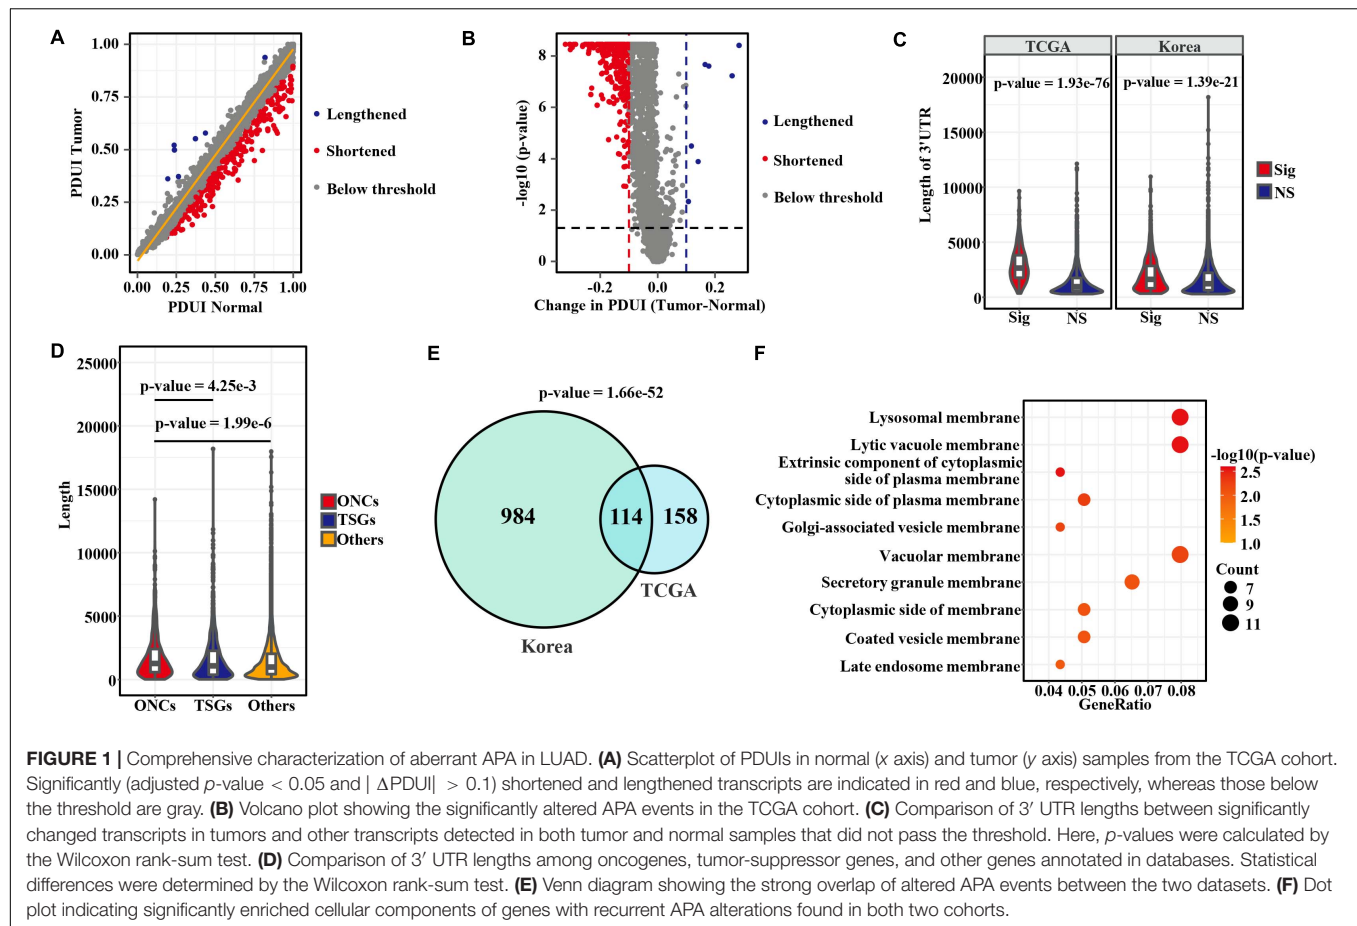 A
1.00
0.75
0.50
0.25
0.00
PDUI Tumor
0.00 0.25 0.50 0.75 1.00
PDUI Normal
Lengthened
Shortened
Below threshold
B
8
6
4
2
0
-log10 (p-value)
-0.2 0.0 0.2
Change in PDUI (Tumor-Normal)
Lengthened
Shortened
Below threshold
C
TCGA Korea
p-value = 1.93e-76 p-value = 1.39e-21
20000
15000
10000
5000
0
Length of 3'UTR
Sig NS Sig NS
Sig
NS
D
25000
20000
15000
10000
5000
0
Length
p-value = 4.25e-3
p-value = 1.99e-6
ONCs TSGs Others
ONCs
TSGs
Others
E
p-value = 1.66e-52
984 114 158
TCGA
Korea
F
Lysosomal membrane
Lytic vacuole membrane
Extrinsic component of cytoplasmic
side of plasma membrane
Cytoplasmic side of plasma membrane
Golgi-associated vesicle membrane
Vacuolar membrane
Secretory granule membrane
Cytoplasmic side of membrane
Coated vesicle membrane
Late endosome membrane
0.04 0.05 0.06 0.07 0.08
GeneRatio
-log10(p-value)
2.5
2.0
1.5
1.0
Count
7
9
11
FIGURE 1 | Comprehensive characterization of aberrant APA in LUAD. (A) Scatterplot of PDUIs in normal (x axis) and tumor (y axis) samples from the TCGA cohort.
Significantly (adjusted p-value < 0.05 and | ΔPDUI| > 0.1) shortened and lengthened transcripts are indicated in red and blue, respectively, whereas those below
the threshold are gray. (B) Volcano plot showing the significantly altered APA events in the TCGA cohort. (C) Comparison of 3′ UTR lengths between significantly
changed transcripts in tumors and other transcripts detected in both tumor and normal samples that did not pass the threshold. Here, p-values were calculated by
the Wilcoxon rank-sum test. (D) Comparison of 3′ UTR lengths among oncogenes, tumor-suppressor genes, and other genes annotated in databases. Statistical
differences were determined by the Wilcoxon rank-sum test. (E) Venn diagram showing the strong overlap of altered APA events between the two datasets. (F) Dot
plot indicating significantly enriched cellular components of genes with recurrent APA alterations found in both two cohorts.